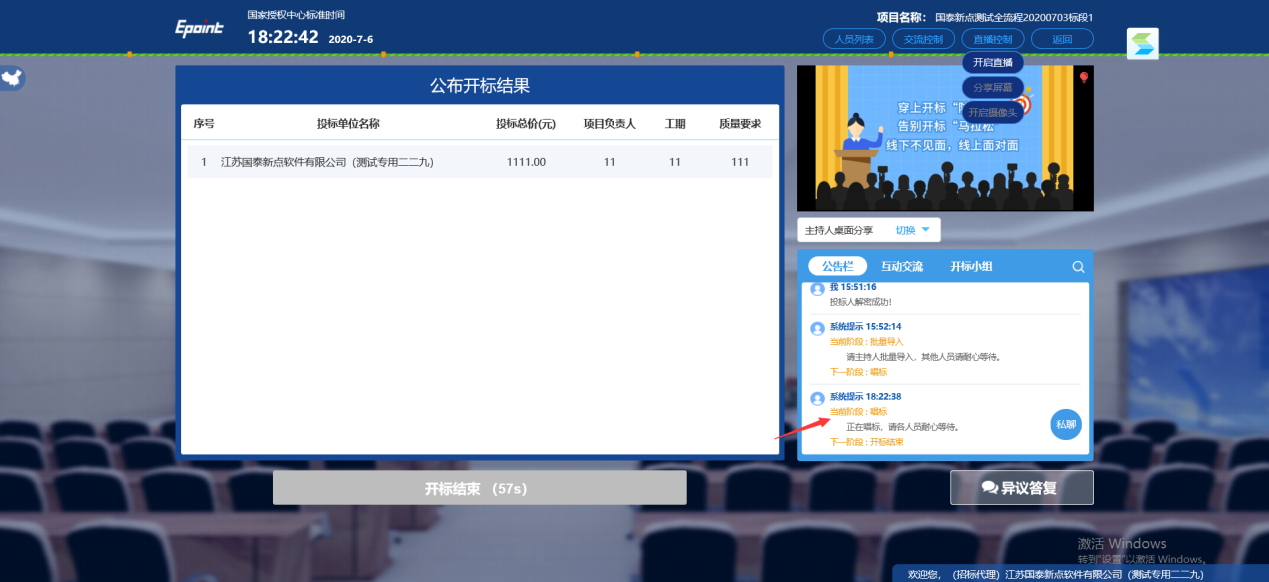 Epoint
国家授权中心标准时间
18:22:42 2020-7-6
项目名称： 国泰新点测试全流程20200703标段1
人员列表 交流控制 直播控制 返回
开启直播
分享屏幕
开启摄像头
公布开标结果
序号 投标单位名称 投标总价(元) 项目负责人 工期 质量要求
1 江苏国泰新点软件有限公司（测试专用二二九） 1111.00 11 11 111
穿上开标“
告别开标“马拉松
线下不见面，线上面对面
主持人桌面分享 切换
公告栏 互动交流 开标小组
我 15:51:16
投标人解密成功!
系统提示 15:52:14
当前阶段 : 批量导入
请主持人批量导入，其他人员请耐心等待。
下一阶段 : 唱标
系统提示 18:22:38
当前阶段 : 唱标
正在唱标，请各人员耐心等待。
下一阶段 : 开标结束
私聊
开标结束 （57s）
异议答复
激活 Windows
转到"设置"以激活 Windows。
欢迎您，（招标代理）江苏国泰新点软件有限公司（测试专用二二九）